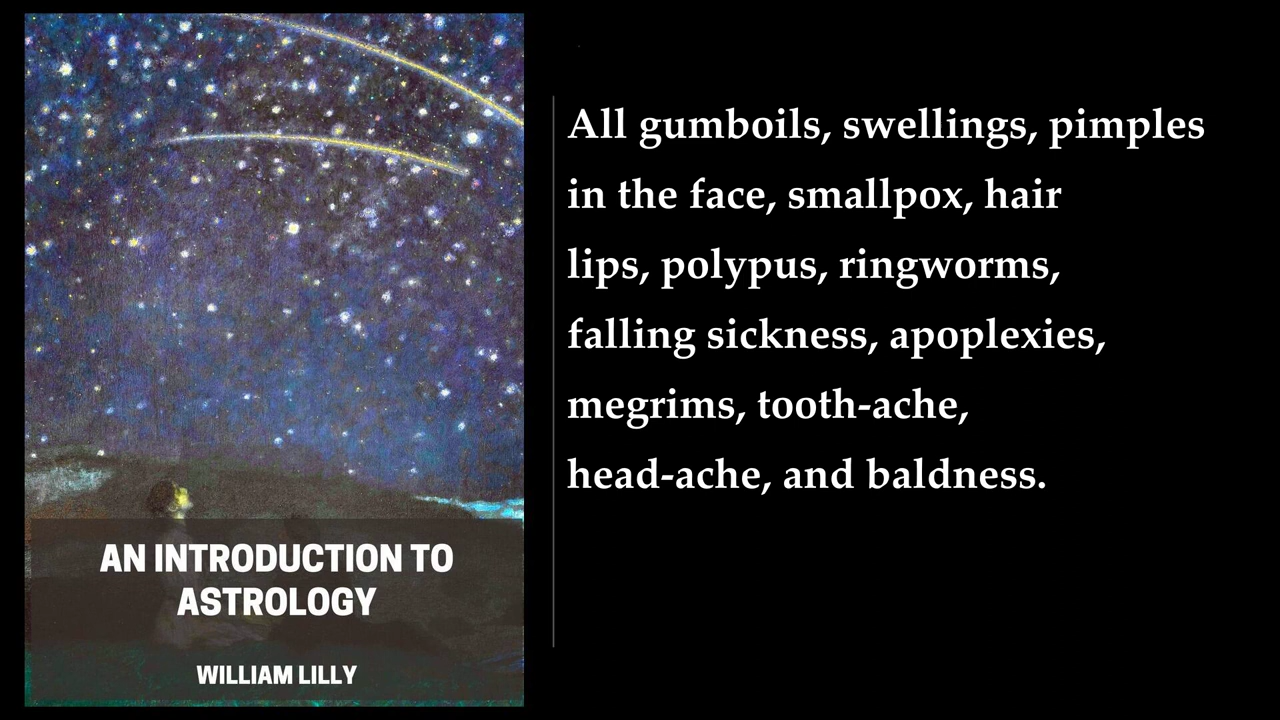 AN INTRODUCTION TO
ASTROLOGY
WILLIAM LILLY
All gumboils, swellings, pimples
in the face, smallpox, hair
lips, polypus, ringworms,
falling sickness, apoplexies,
megrims, tooth-ache,
head-ache, and baldness.